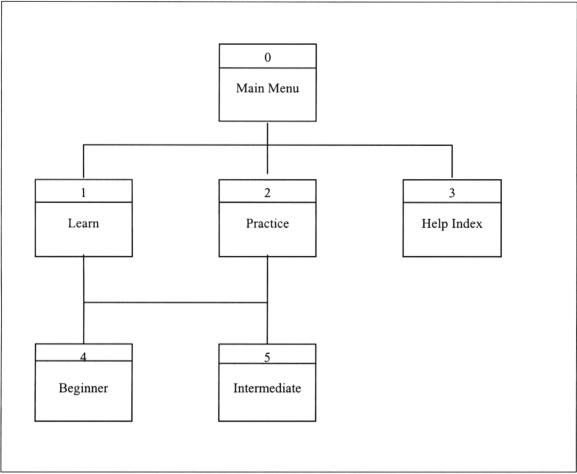 0
Main Menu
1
Learn
2
Practice
3
Help Index
4
Beginner
5
Intermediate